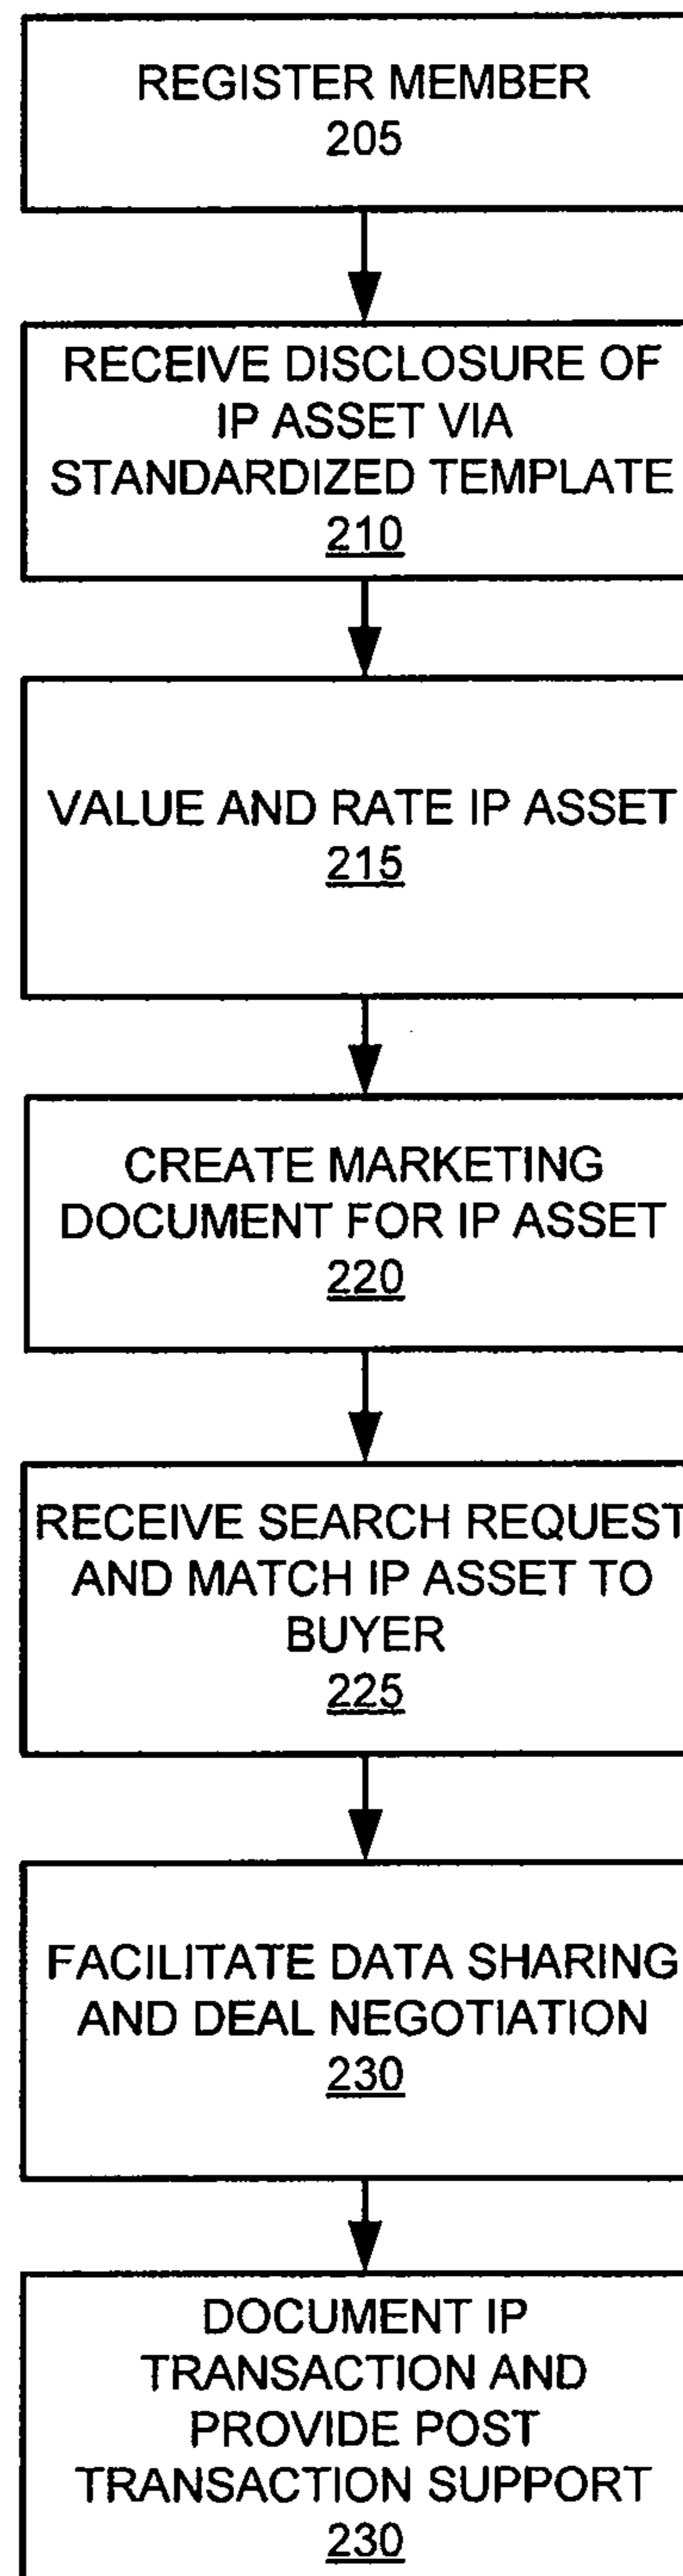 REGISTER MEMBER
205
RECEIVE DISCLOSURE OF
IP ASSET VIA
STANDARDIZED TEMPLATE
210
VALUE AND RATE IP ASSET
215
CREATE MARKETING
DOCUMENT FOR IP ASSET
220
RECEIVE SEARCH REQUEST
AND MATCH IP ASSET TO
BUYER
225
FACILITATE DATA SHARING
AND DEAL NEGOTIATION
230
DOCUMENT IP
TRANSACTION AND
PROVIDE POST
TRANSACTION SUPPORT
230